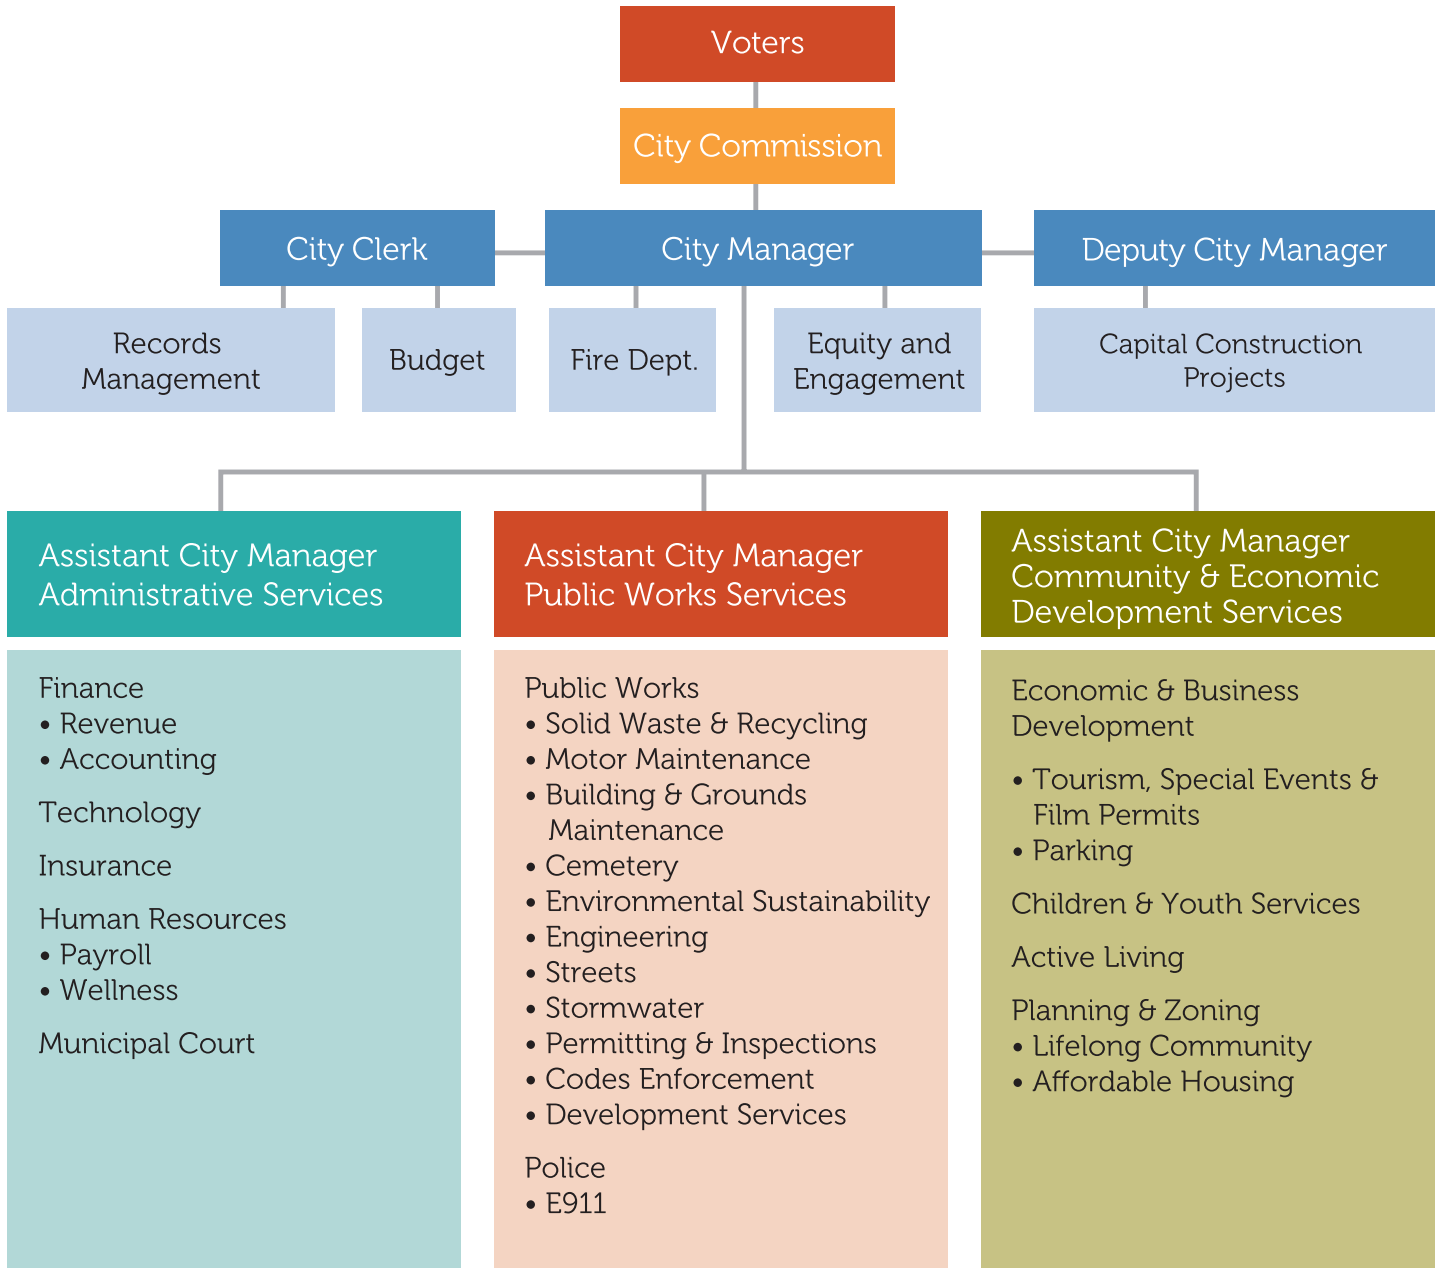 Voters
City Commission
City Clerk
City Manager
Deputy City Manager
Records
Management
Budget
Fire Dept.
Equity and
Engagement
Capital Construction
Projects
Assistant City Manager
Administrative Services
Finance
• Revenue
• Accounting
Technology
Insurance
Human Resources
• Payroll
• Wellness
Municipal Court
Assistant City Manager
Public Works Services
Public Works
• Solid Waste & Recycling
• Motor Maintenance
• Building & Grounds
Maintenance
• Cemetery
• Environmental Sustainability
• Engineering
• Streets
• Stormwater
• Permitting & Inspections
• Codes Enforcement
• Development Services
Police
• E911
Assistant City Manager
Community & Economic
Development Services
Economic & Business
Development
• Tourism, Special Events &
Film Permits
• Parking
Children & Youth Services
Active Living
Planning & Zoning
• Lifelong Community
• Affordable Housing